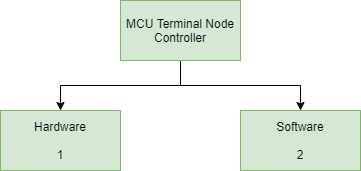 MCU Terminal Node
Controller
Hardware
1
Software
2